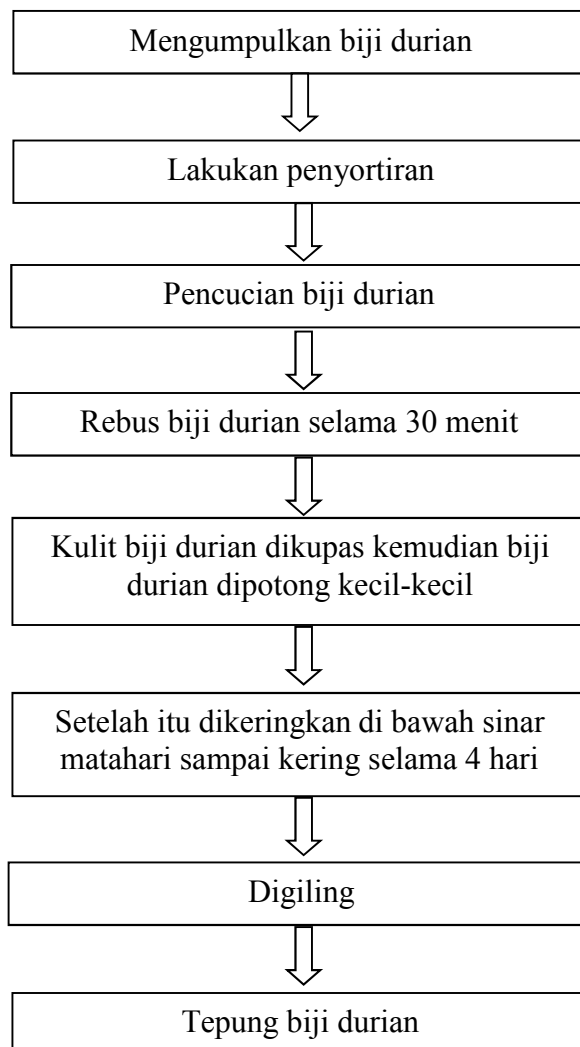 Mengumpulkan biji durian
Lakukan penyortiran
Pencucian biji durian
Rebus biji durian selama 30 menit
Kulit biji durian dikupas kemudian biji
durian dipotong kecil-kecil
Setelah itu dikeringkan di bawah sinar
matahari sampai kering selama 4 hari
Digiling
Tepung biji durian